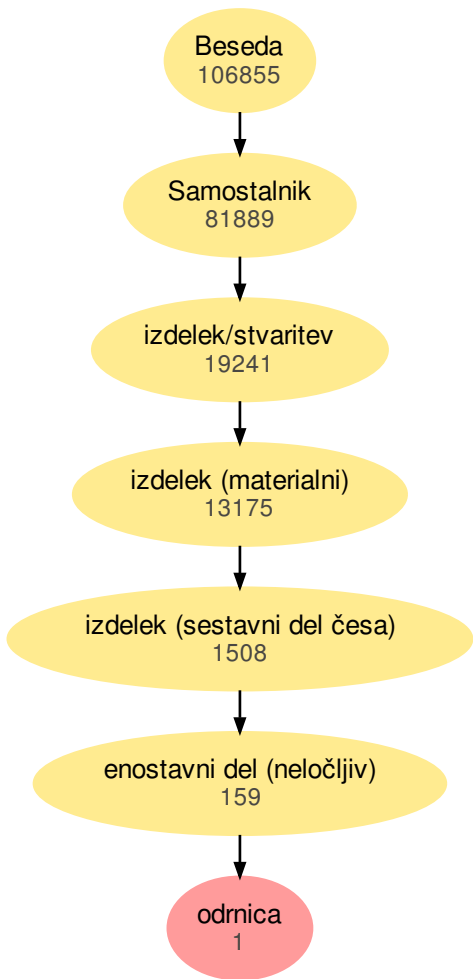 Beseda
106855
Samostalnik
81889
izdelek/stvaritev
19241
izdelek (materialni)
13175
izdelek (sestavni del česa)
1508
enostavni del (neločljiv)
159
odrnica
1